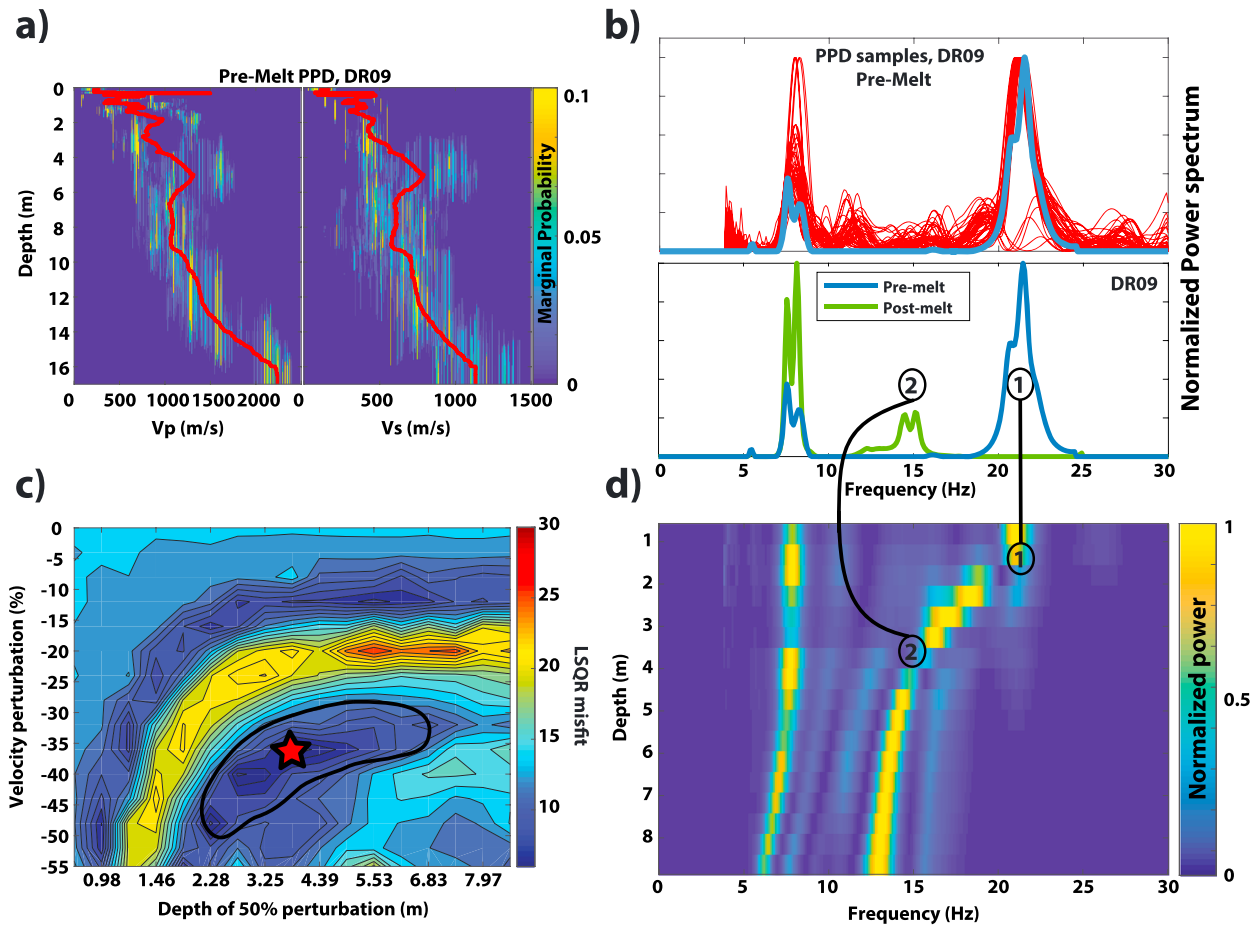 a)
Pre-Melt PPD, DR09
0
2
4
6
8
10
12
14
16
Depth (m)
0 500 1000 1500 2000 0 500 1000 1500
Vp (m/s) Vs (m/s)
0.1
0.05
0
Marginal Probability
b)
PPD samples, DR09
Pre-Melt
Pre-melt
Post-melt
DR09
2
1
0 5 10 15 20 25 30
Frequency (Hz)
Normalized Power spectrum
c)
0
-5
-10
-15
-20
-25
-30
-35
-40
-45
-50
-55
Velocity perturbation (%)
0.98 1.46 2.28 3.25 4.39 5.53 6.83 7.97
Depth of 50% perturbation (m)
30
25
20
15
10
LSQR misfit
d)
1
2
3
4
5
6
7
8
Depth (m)
1
2
0 5 10 15 20 25 30
Frequency (Hz)
1
0.5
0
Normalized power